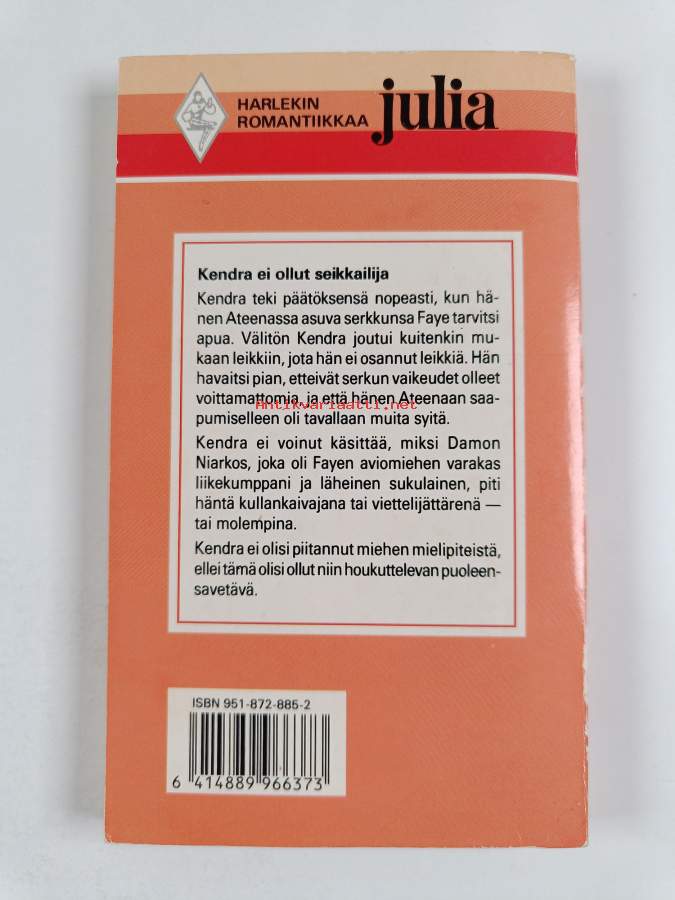 HARLEKIN
ROMANTIIKKAA
julia
Kendra ei ollut seikkailija
Kendra teki päätöksensä nopeasti, kun hä-
nen Ateenassa asuva serkkunsa Faye tarvitsi
apua. Välitön Kendra joutui kuitenkin mu-
kaan leikkiin, jota hän ei osannut leikkiä. Hän
havaitsi pian, etteivät serkun vaikeudet olleet
voittamattomia, ja että hänen Ateenaan saa-
Antikvariaatti.net
pumiselleen oli tavallaan muita syitä.
Kendra ei voinut käsittää, miksi Damon
Niarkos, joka oli Fayen aviomiehen varakas
liikekumppani ja läheinen sukulainen, piti
häntä kullankaivajana tai viettelijättärenä —
tai molempina.
Kendra ei olisi piitannut miehen mielipiteistä,
ellei tämä olisi ollut niin houkuttelevan puoleen-
savetävä.
ISBN 951-872-885-2
6 414889 966373